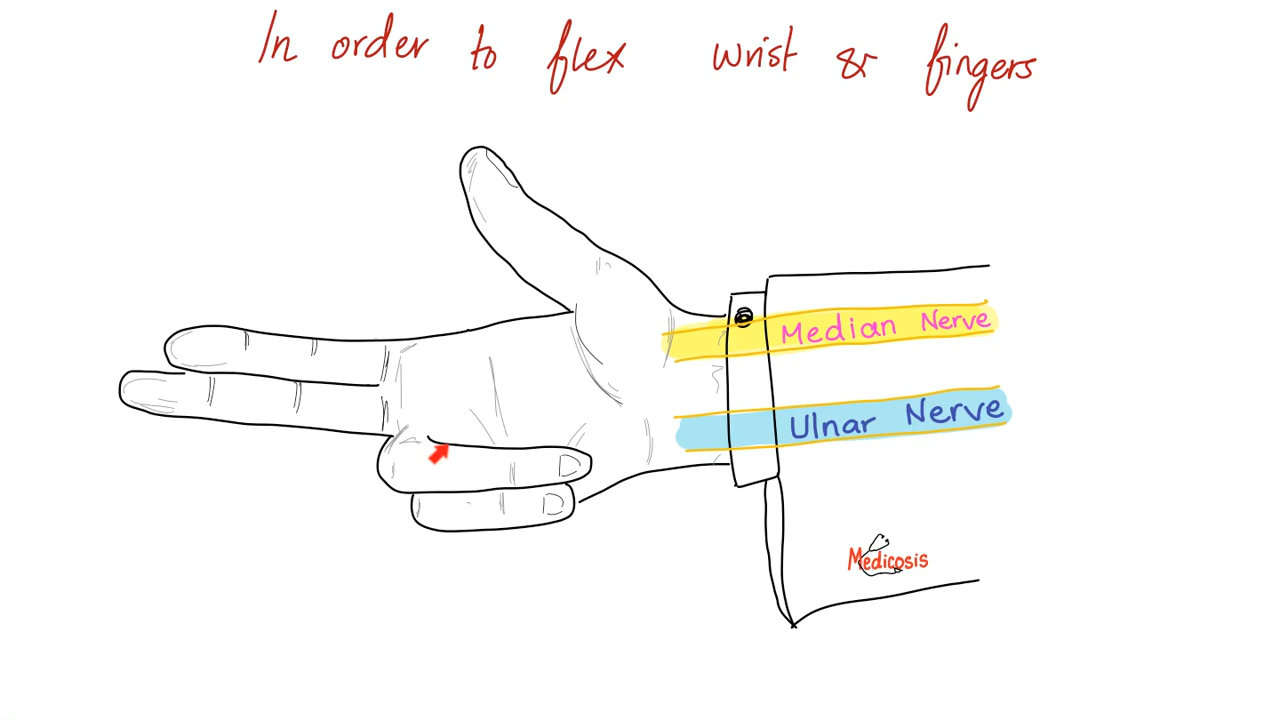 In order to flex wrist & fingers
Median Nerve
Ulnar Nerve
Medicosis